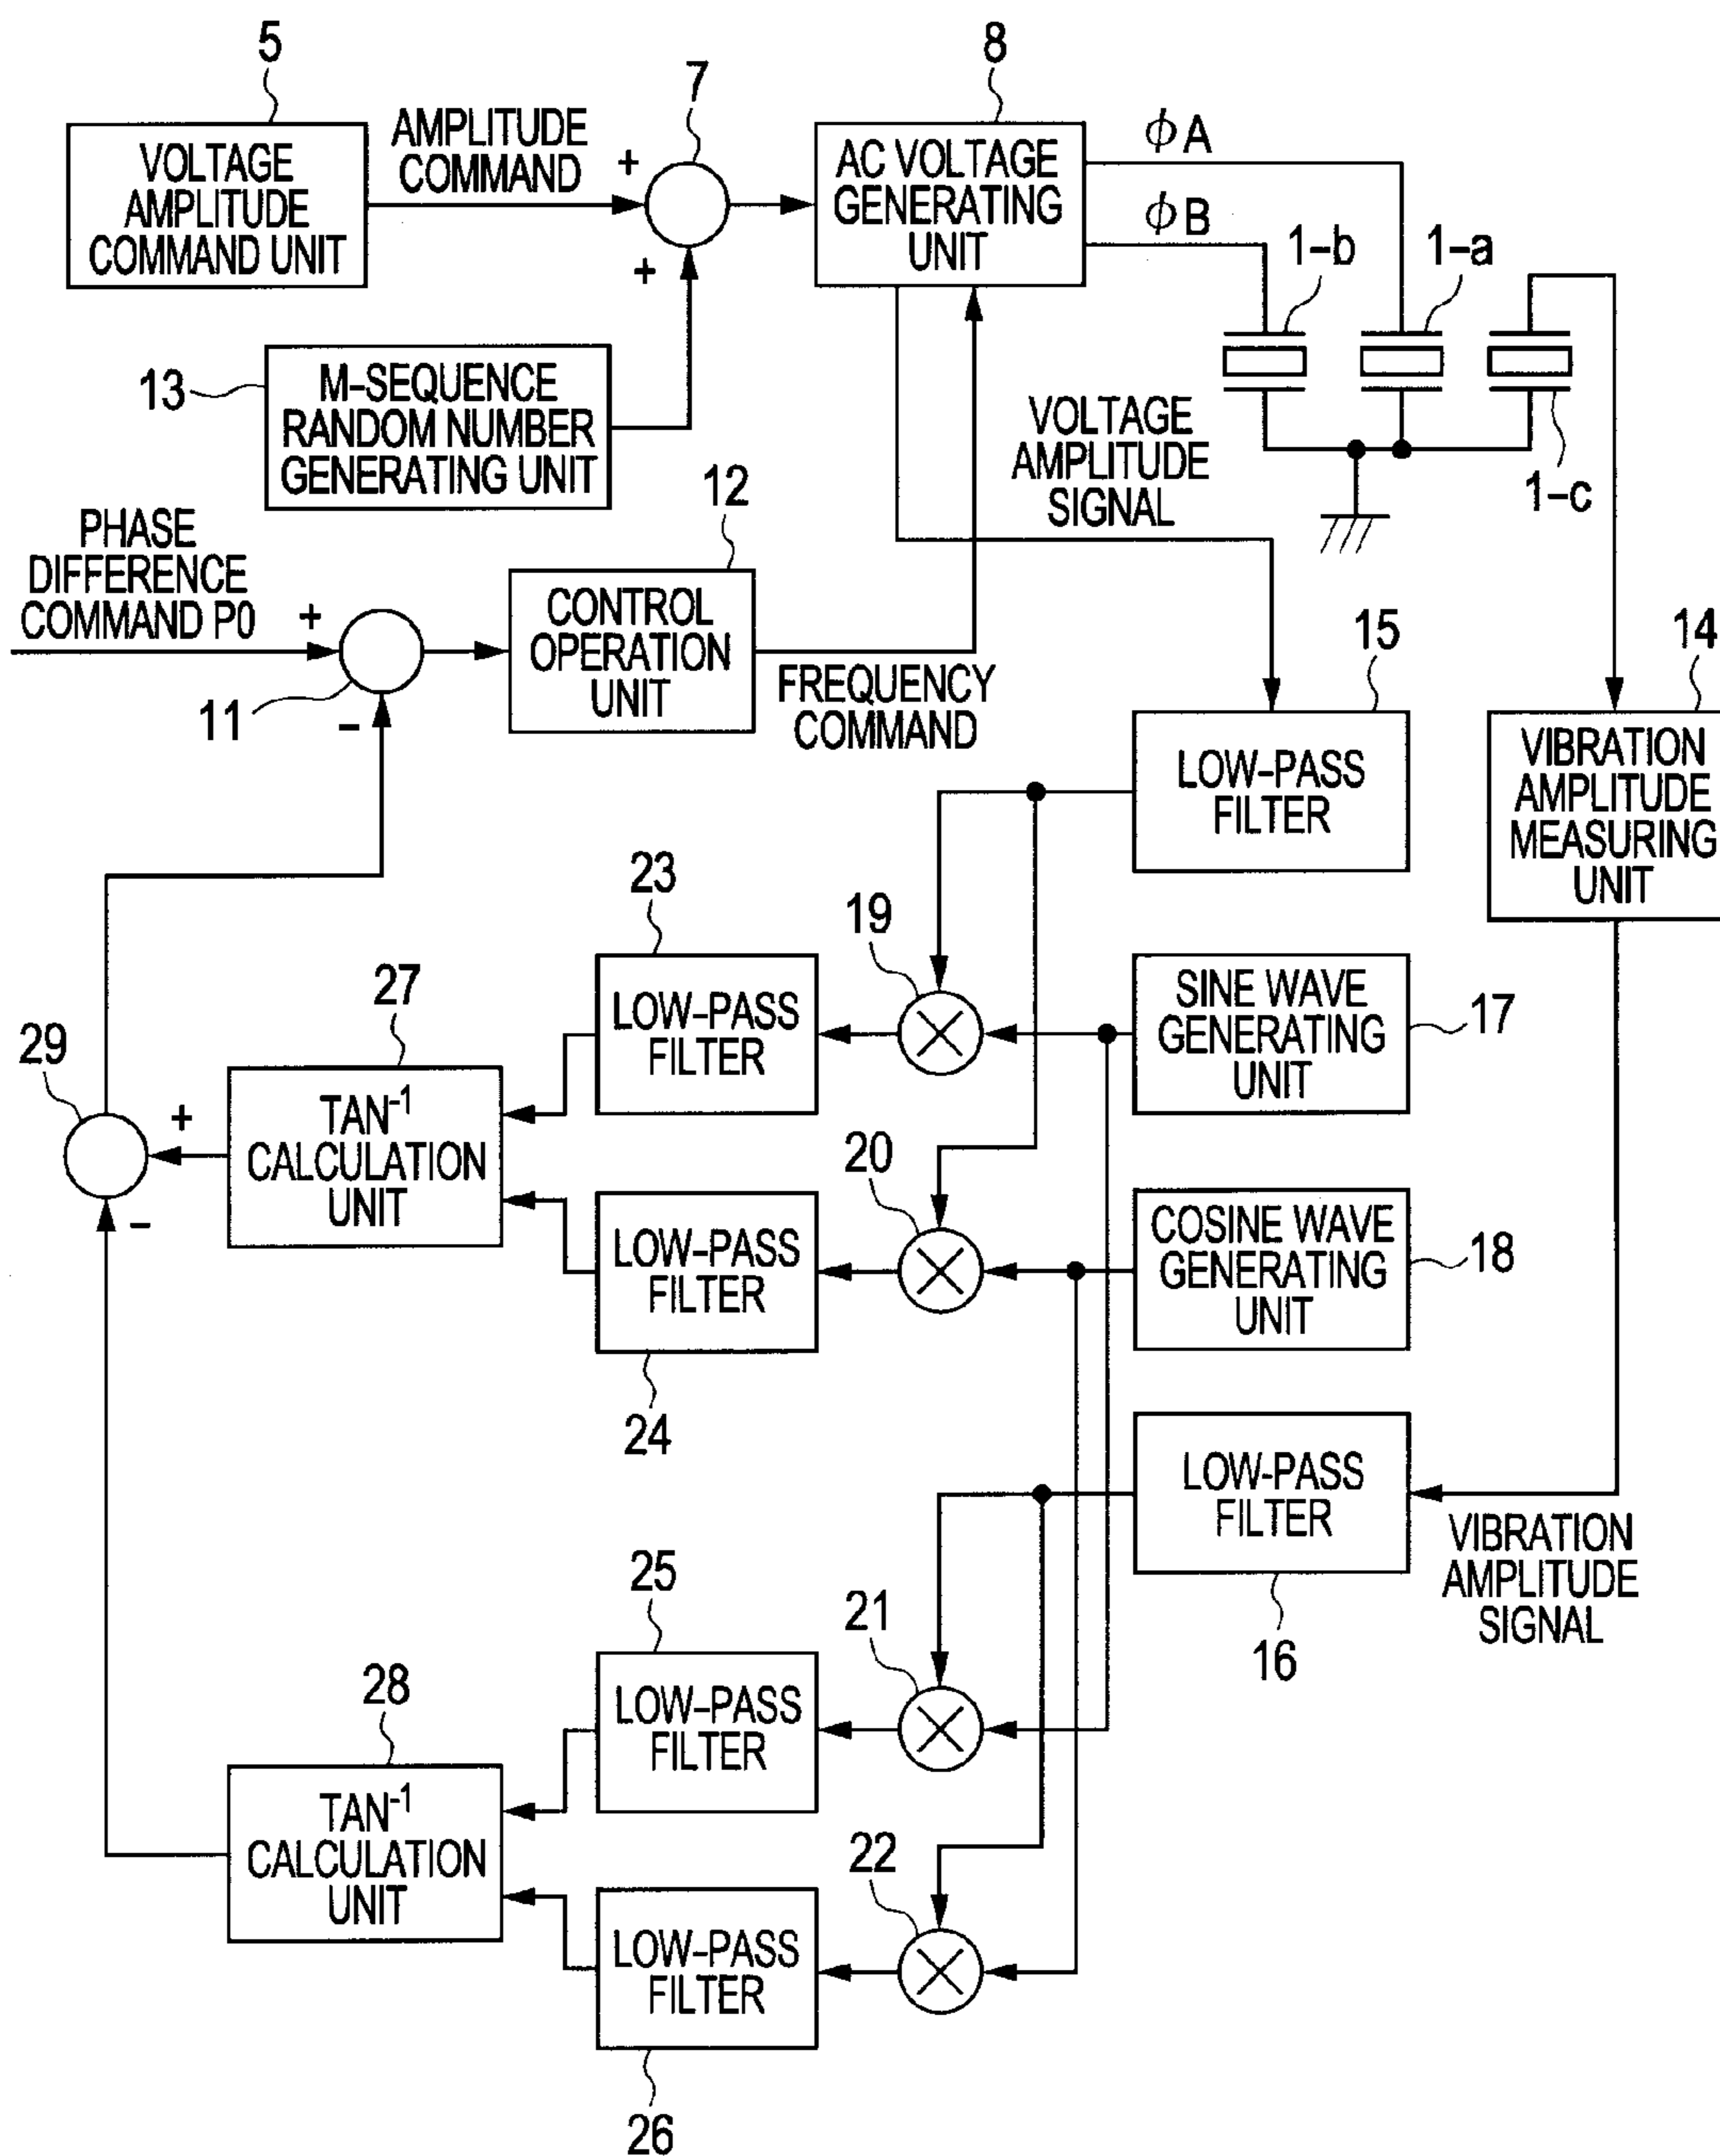 5
VOLTAGE
AMPLITUDE
COMMAND UNIT
AMPLITUDE
COMMAND
+
+
7
8
AC VOLTAGE
GENERATING
UNIT
ϕA
ϕB
1-b
1-a
1-c
13
M-SEQUENCE
RANDOM NUMBER
GENERATING UNIT
VOLTAGE
AMPLITUDE
SIGNAL
PHASE
DIFFERENCE
COMMAND P0
+
-
11
12
CONTROL
OPERATION
UNIT
FREQUENCY
COMMAND
15
LOW-PASS
FILTER
14
VIBRATION
AMPLITUDE
MEASURING
UNIT
23
LOW-PASS
FILTER
19
SINE WAVE
GENERATING
UNIT
17
27
TAN-1
CALCULATION
UNIT
29
+
-
20
LOW-PASS
FILTER
24
COSINE WAVE
GENERATING
UNIT
18
LOW-PASS
FILTER
16
VIBRATION
AMPLITUDE
SIGNAL
25
LOW-PASS
FILTER
21
28
TAN-1
CALCULATION
UNIT
22
LOW-PASS
FILTER
26